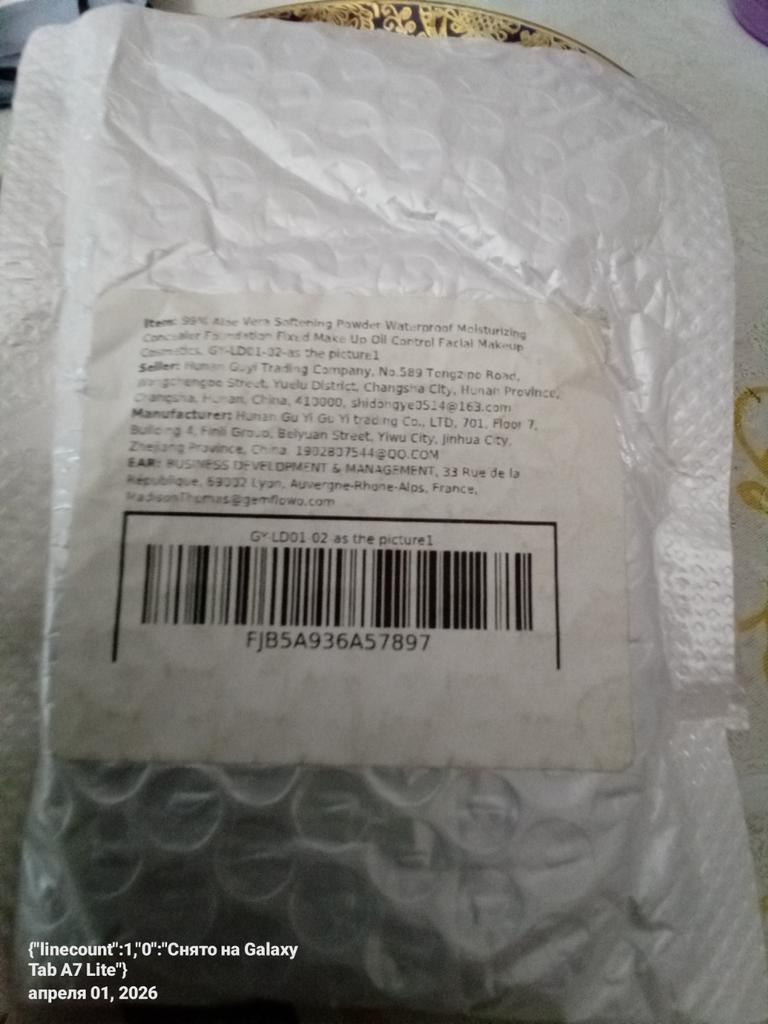 Item: 99% Aloe Vera Softening Powder Waterproof Moisturizing
Concealer Foundation Fixed Make Up Oil Control Facial Makeup
Cosmetics, GY-LD01-02-as the picture1
Seller: Hunan Guyi Trading Company, No.589 Tongzipo Road,
Street, Yuelu District, Changsha City, Hunan Province,
Changsha, Hunan, China, 410000, shidongye0514@163.com
Manufacturer: Hunan Gu Yi Gu Yi trading Co., LTD, 701, Floor 7,
Building 4, Beiyuan Street, Yiwu City, Jinhua City,
Zhejiang Province, China, 1902807544@QQ.COM
EAR: BUSINESS DEVELOPMENT & MANAGEMENT, 33 Rue de la
République, 69002 Lyon, Auvergne-Rhone-Alps, France,
MadisonThomas@gemflowo.com
GY-LD01-02-as the picture1
FJB5A936A57897
{"linecount":1,"0":"Снято на Galaxy
Tab A7 Lite"}
апреля 01, 2026